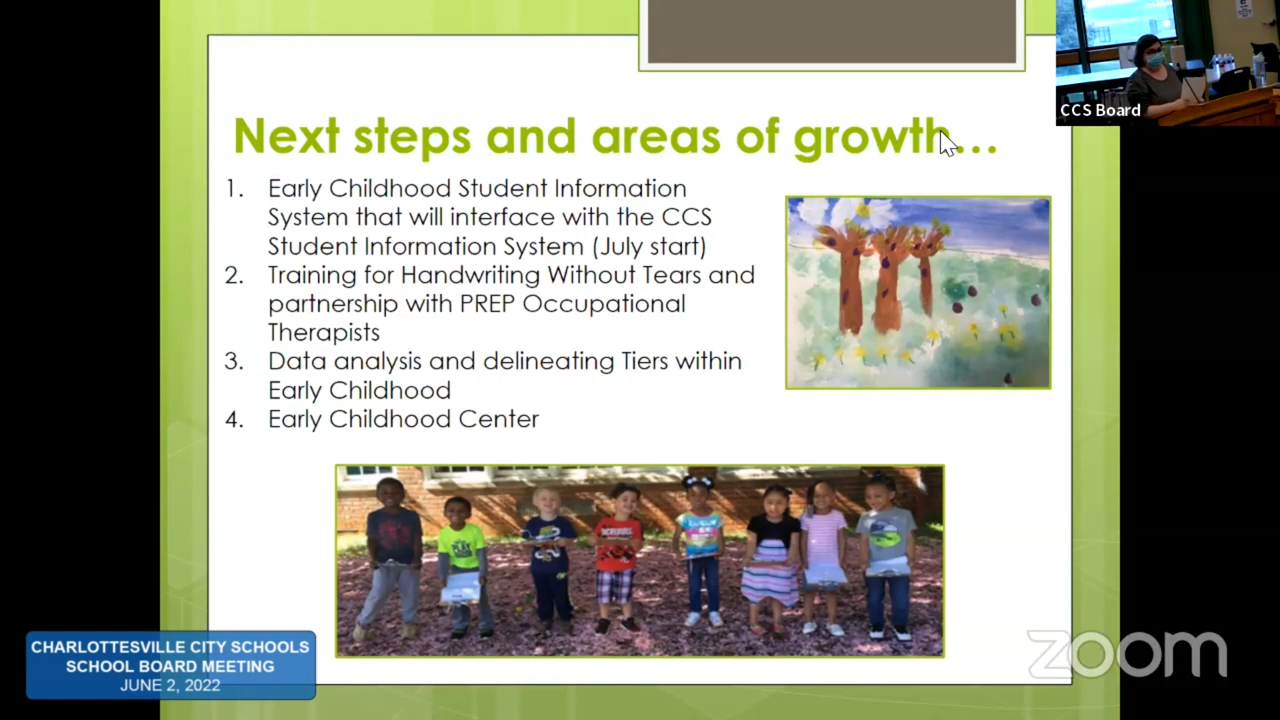 CCS Board
Next steps and areas of growth...
1. Early Childhood Student Information
System that will interface with the CCS
Student Information System (July start)
2. Training for Handwriting Without Tears and
partnership with PREP Occupational
Therapists
3. Data analysis and delineating Tiers within
Early Childhood
4. Early Childhood Center
CHARLOTTESVILLE CITY SCHOOLS
SCHOOL BOARD MEETING
JUNE 2, 2022
zoom